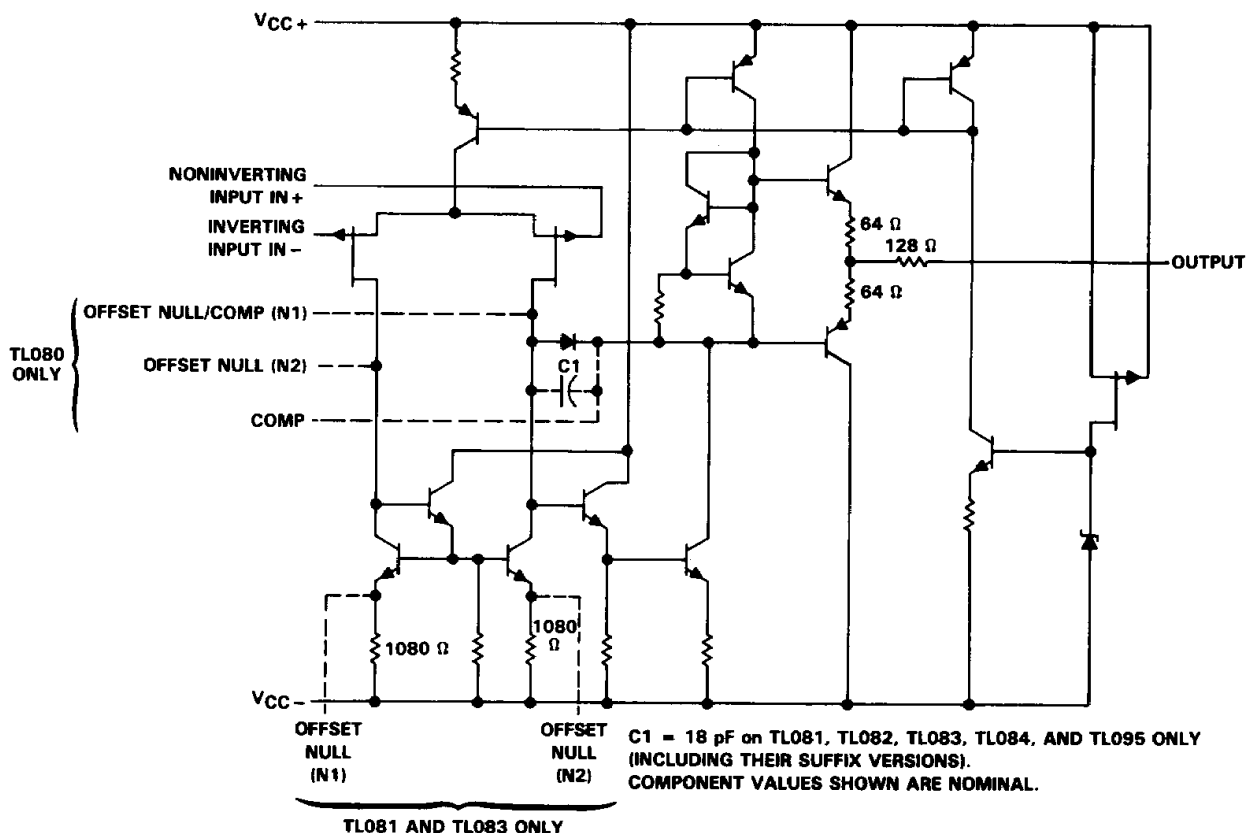 VCC+
NONINVERTING
INPUT IN+
INVERTING
INPUT IN-
64 Ω
128 Ω
OUTPUT
64 Ω
OFFSET NULL/COMP (N1)
TL080
ONLY
OFFSET NULL (N2)
C1
COMP
1080 Ω
1080
Ω
VCC-
OFFSET
NULL
(N1)
OFFSET
NULL
(N2)
C1 = 18 pF on TL081, TL082, TL083, TL084, AND TL095 ONLY
(INCLUDING THEIR SUFFIX VERSIONS).
COMPONENT VALUES SHOWN ARE NOMINAL.
TL081 AND TL083 ONLY